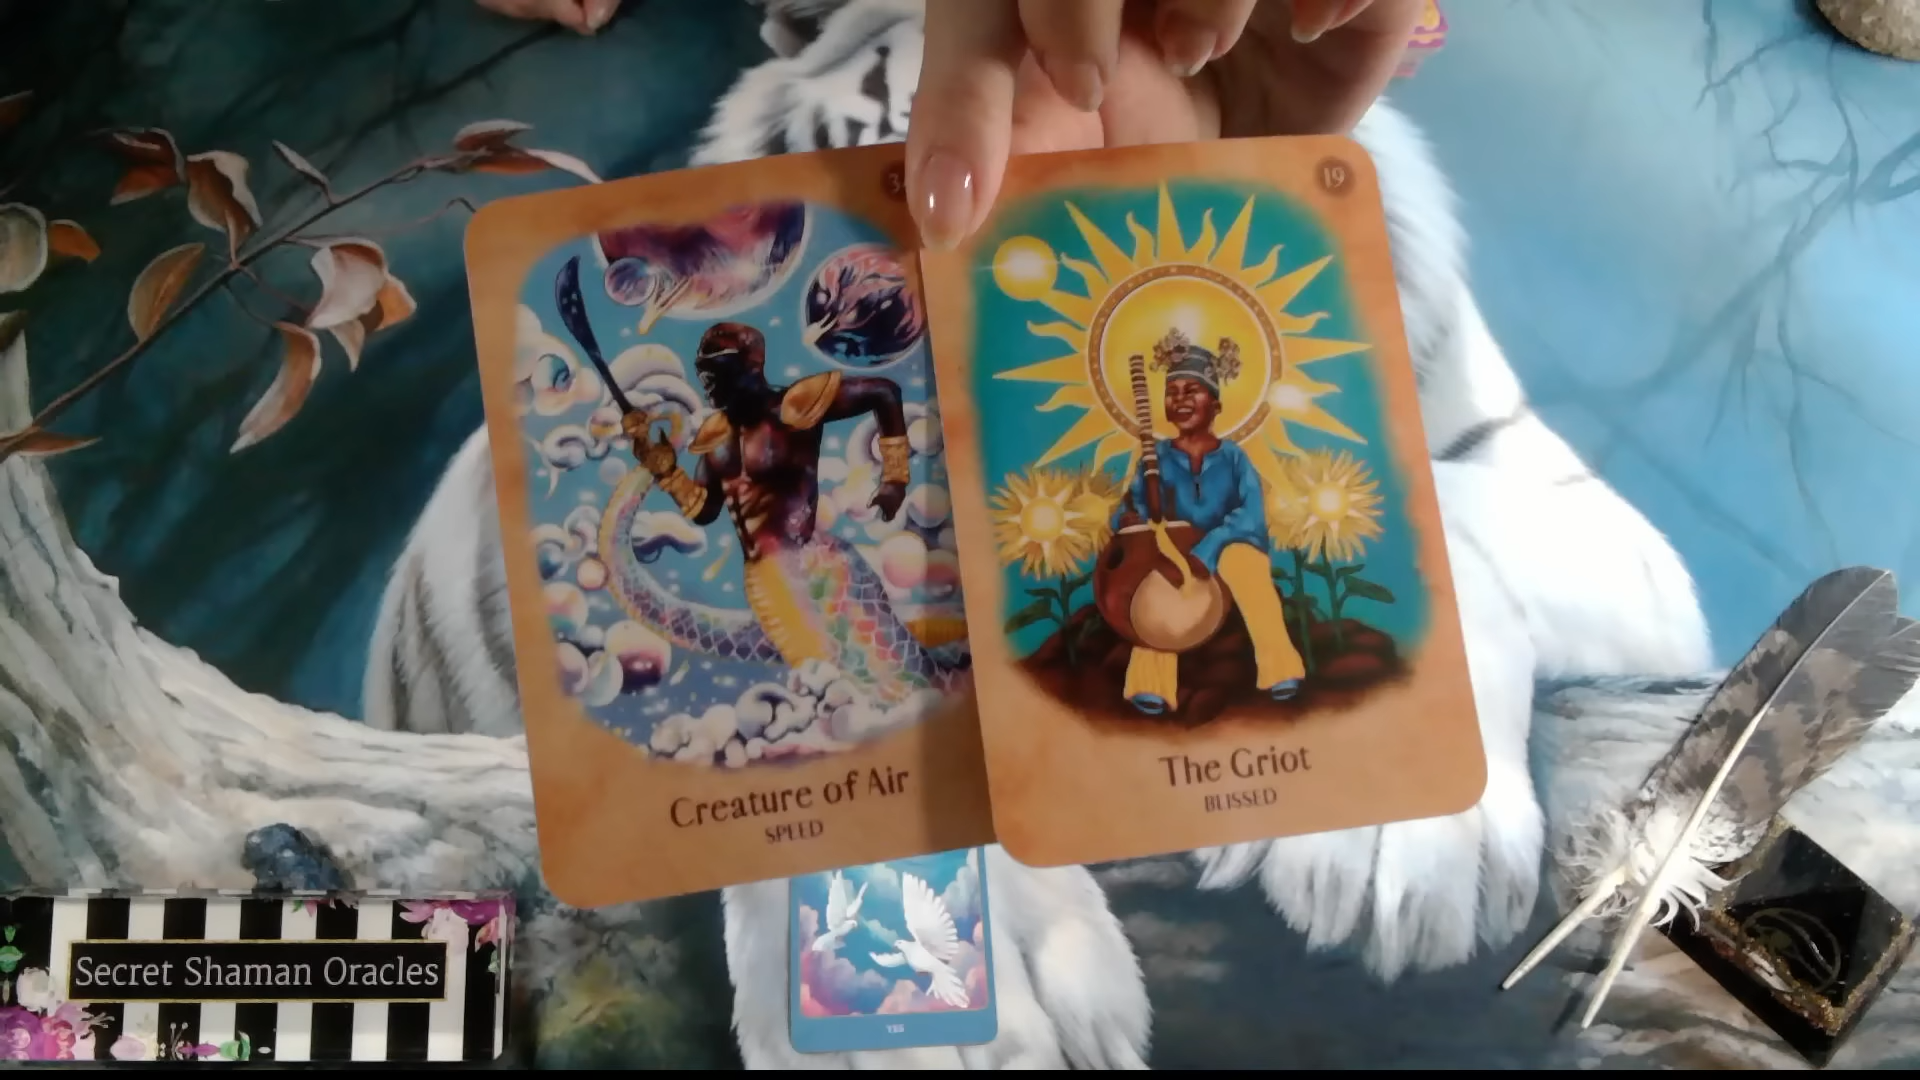 19
The Griot
BLISSED
Creature of Air
SPEED
Secret Shaman Oracles
YES